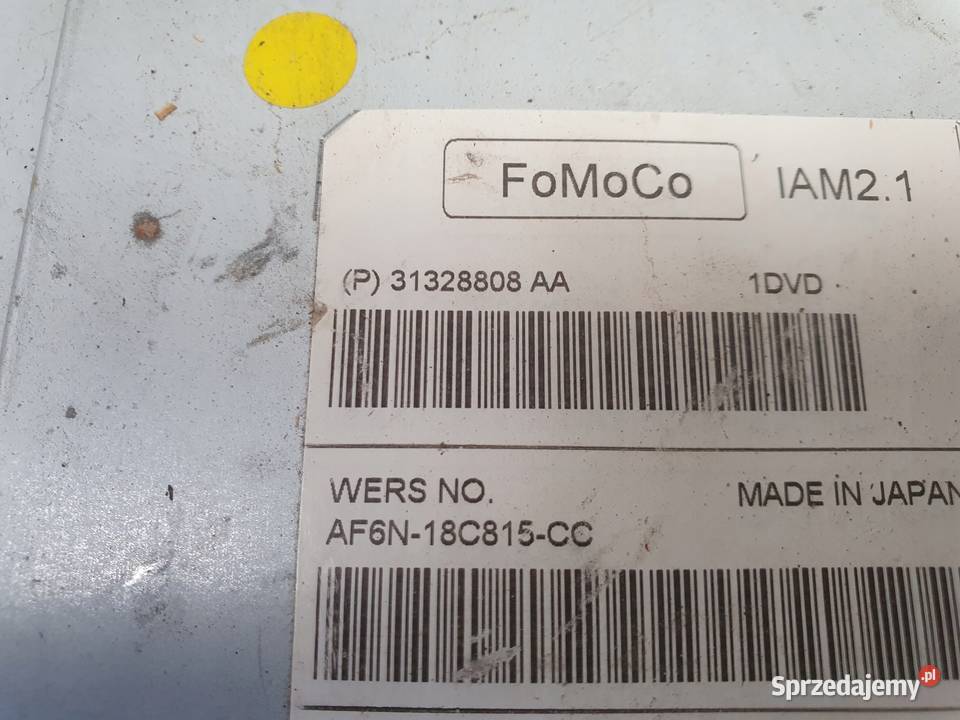 FoMoCo IAM2.1
(P) 31328808 AA 1DVD
WERS NO. MADE IN JAPAN
AF6N-18C815-CC
Sprzedajemy.pl